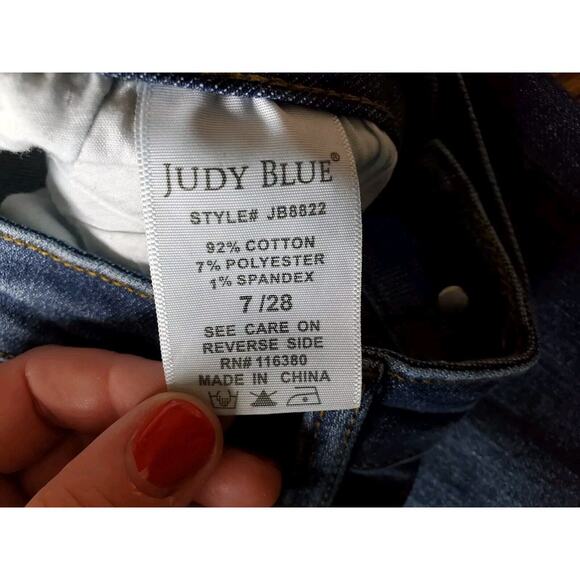 JUDY BLUE®
STYLE# JB8822
92% COTTON
7% POLYESTER
1% SPANDEX
7 /28
SEE CARE ON
REVERSE SIDE
RN# 116380
MADE IN CHINA